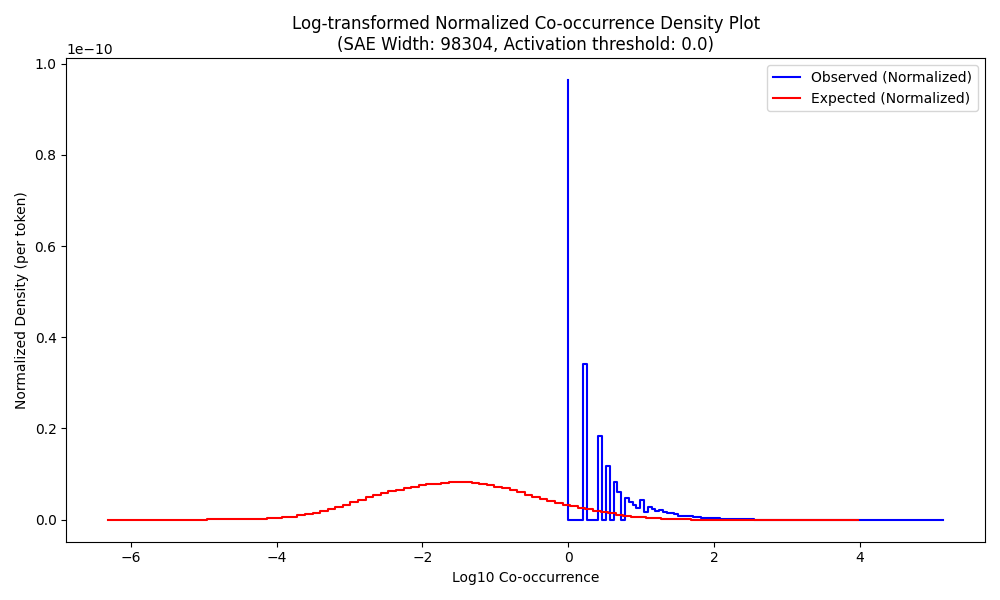 Log-transformed Normalized Co-occurrence Density Plot
(SAE Width: 98304, Activation threshold: 0.0)
1e−10
1.0
0.8
0.6
0.4
0.2
0.0
Normalized Density (per token)
Observed (Normalized)
Expected (Normalized)
−6
−4
−2
0
2
4
Log10 Co-occurrence